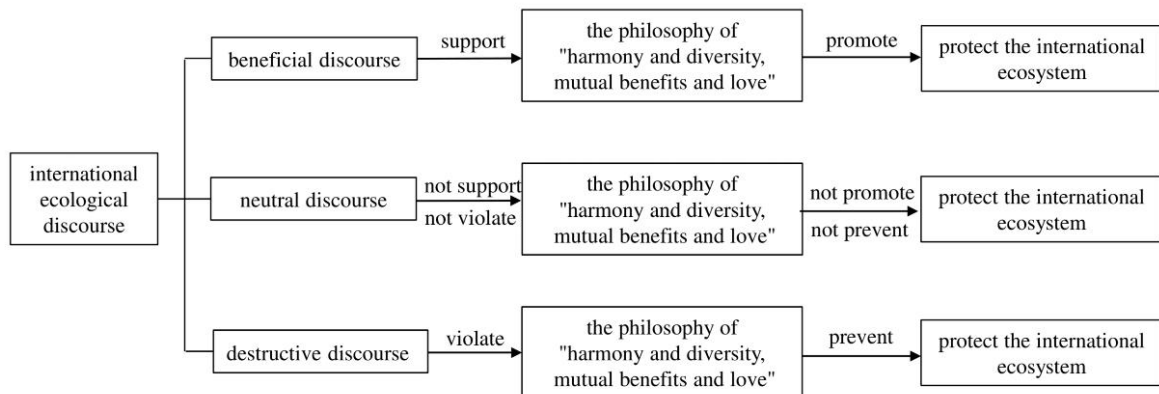 beneficial discourse
support
the philosophy of
"harmony and diversity,
mutual benefits and love"
promote
protect the international
ecosystem
international
ecological
discourse
neutral discourse
not support
not violate
the philosophy of
"harmony and diversity,
mutual benefits and love"
not promote
not prevent
protect the international
ecosystem
destructive discourse
violate
the philosophy of
"harmony and diversity,
mutual benefits and love"
prevent
protect the international
ecosystem